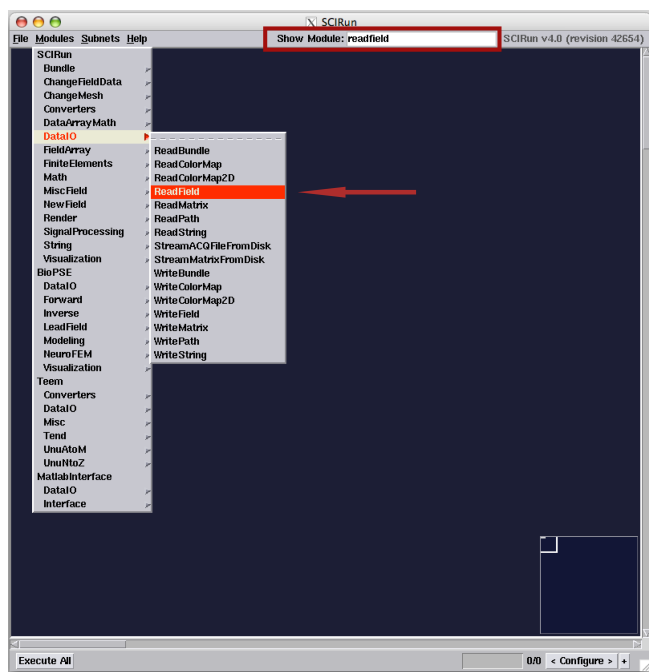 SCIRun
File Modules Subnets Help
Show Module: readfield
SCIRun v4.0 (revision 42654)
SCIRun
Bundle
ChangeFieldData
ChangeMesh
Converters
DataArrayMath
DataIO
FieldArray
FiniteElements
Math
MiscField
NewField
Render
SignalProcessing
String
Visualization
BioPSE
DataIO
Forward
Inverse
LeadField
Modeling
NeuroFEM
Visualization
Teem
Converters
DataIO
Misc
Tend
UnuAtoM
UnuNtoZ
MatlabInterface
DataIO
Interface
ReadBundle
ReadColorMap
ReadColorMap2D
ReadField
ReadMatrix
ReadPath
ReadString
StreamACQFileFromDisk
StreamMatrixFromDisk
WriteBundle
WriteColorMap
WriteColorMap2D
WriteField
WriteMatrix
WritePath
WriteString
Execute All
0/0 < Configure > +